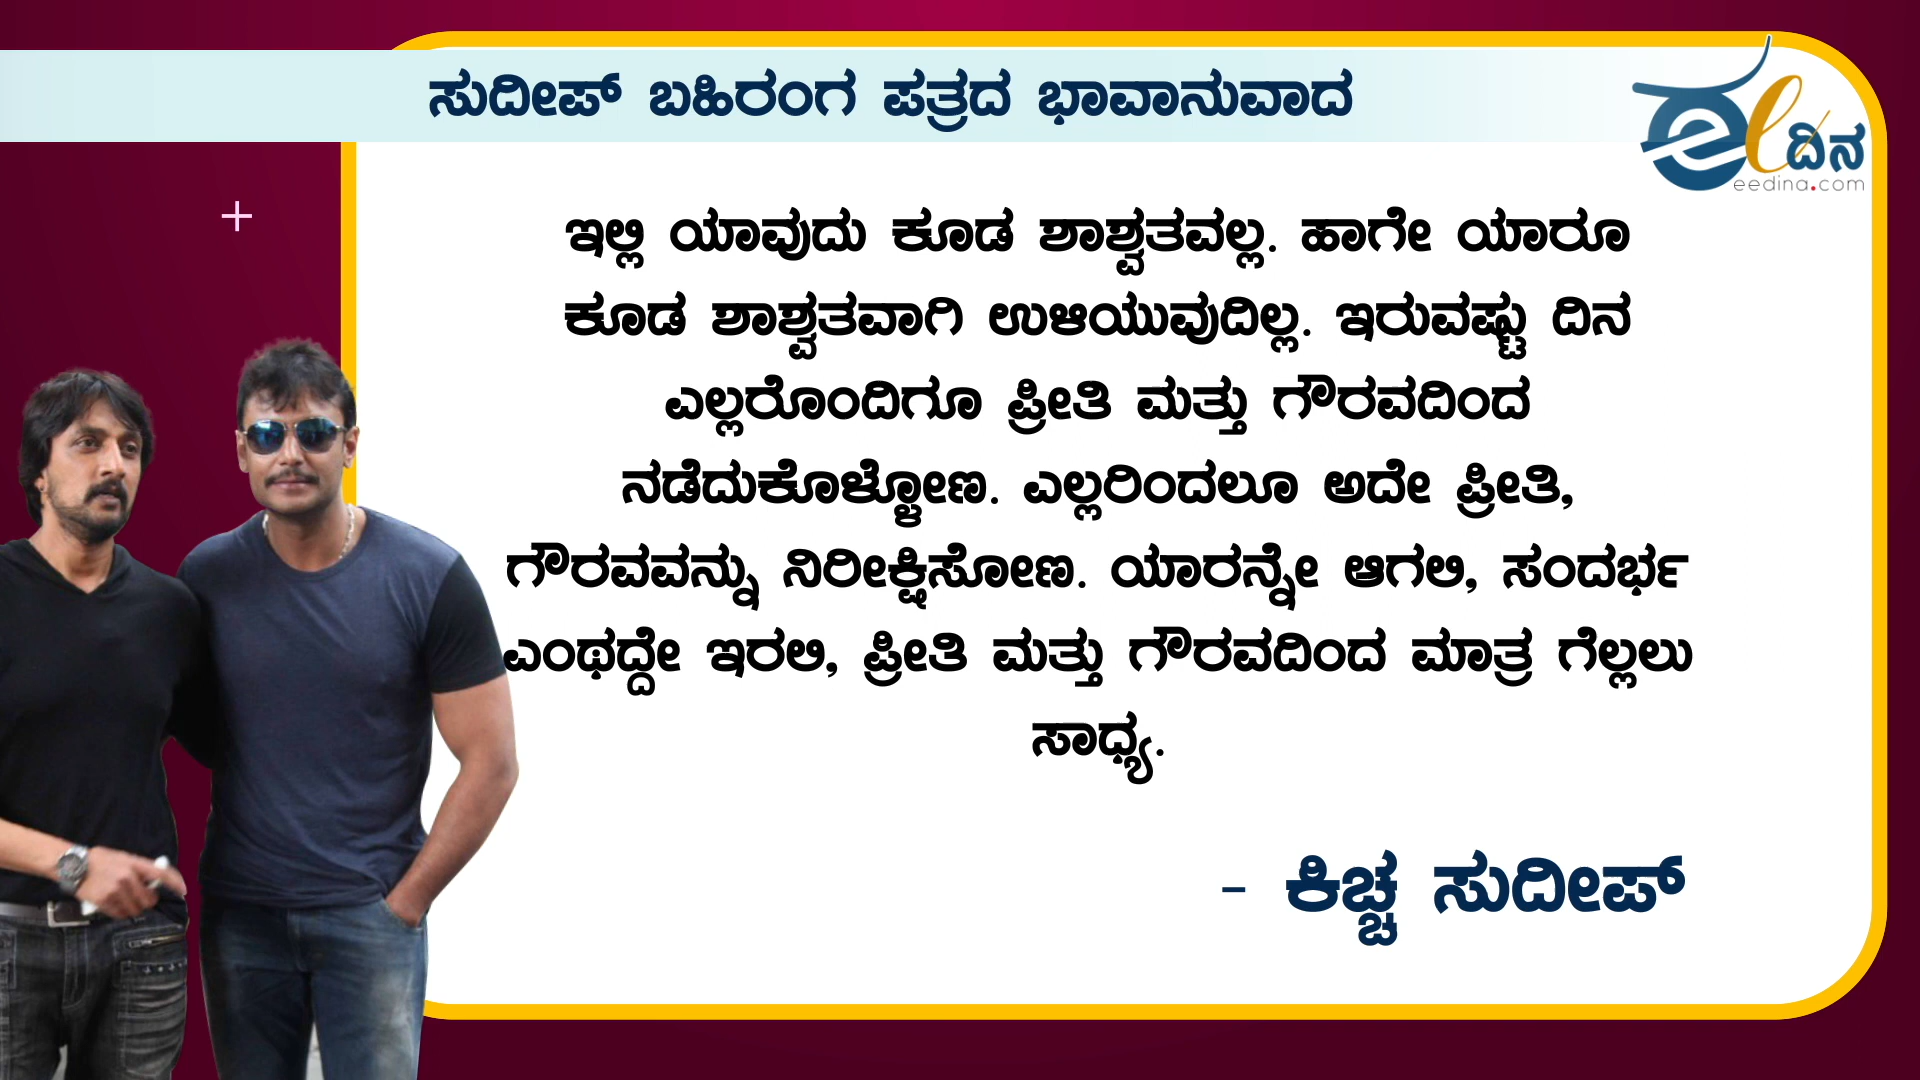 ಸುದೀಪ್ ಬಹಿರಂಗ ಪತ್ರದ ಭಾವಾನುವಾದ
ಈ ದಿನ
eedina.com
ಇಲ್ಲಿ ಯಾವುದು ಕೂಡ ಶಾಶ್ವತವಲ್ಲ. ಹಾಗೇ ಯಾರೂ
ಕೂಡ ಶಾಶ್ವತವಾಗಿ ಉಳಿಯುವುದಿಲ್ಲ. ಇರುವಷ್ಟು ದಿನ
ಎಲ್ಲರೊಂದಿಗೂ ಪ್ರೀತಿ ಮತ್ತು ಗೌರವದಿಂದ
ನಡೆದುಕೊಳ್ಳೋಣ. ಎಲ್ಲರಿಂದಲೂ ಅದೇ ಪ್ರೀತಿ,
ಗೌರವವನ್ನು ನಿರೀಕ್ಷಿಸೋಣ. ಯಾರನ್ನೇ ಆಗಲಿ, ಸಂದರ್ಭ
ಎಂಥದ್ದೇ ಇರಲಿ, ಪ್ರೀತಿ ಮತ್ತು ಗೌರವದಿಂದ ಮಾತ್ರ ಗೆಲ್ಲಲು
ಸಾಧ್ಯ.
- ಕಿಚ್ಚ ಸುದೀಪ್